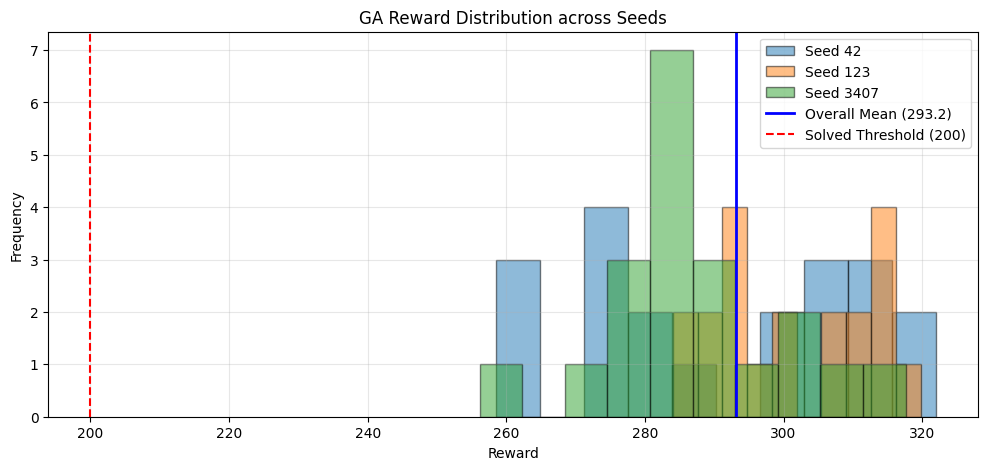 GA Reward Distribution across Seeds
Frequency
7
6
5
4
3
2
1
0
200
220
240
260
280
300
320
Reward
Seed 42
Seed 123
Seed 3407
Overall Mean (293.2)
Solved Threshold (200)